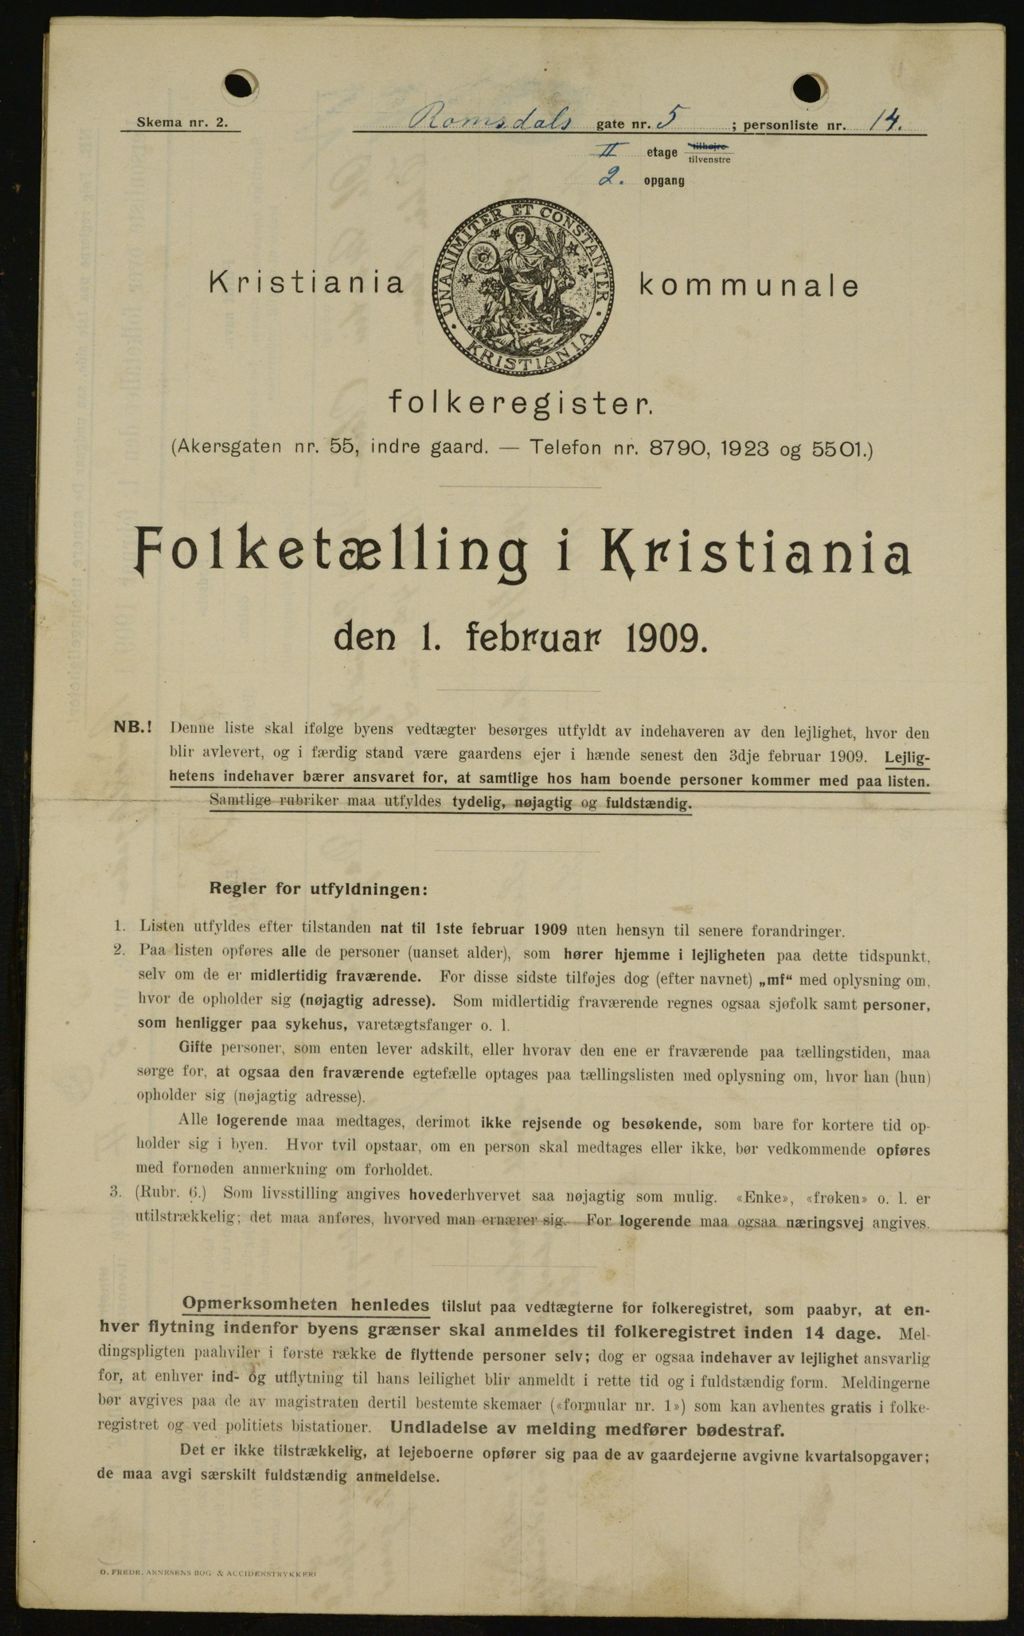 Skema nr. 2.
Romsdals gate nr. 5 ; personliste nr. 14.
II etage tilhøjre
tilvenstre
2. opgang
UNANIMITER ET CONSTANTER
· KRISTIANIA ·
Kristiania kommunale
folkeregister.
(Akersgaten nr. 55, indre gaard. — Telefon nr. 8790, 1923 og 5501.)
Folketælling i Kristiania
den 1. februar 1909.
NB.! Denne liste skal ifølge byens vedtægter besørges utfyldt av indehaveren av den lejlighet, hvor den
blir avlevert, og i færdig stand være gaardens ejer i hænde senest den 3dje februar 1909. Lejlig-
hetens indehaver bærer ansvaret for, at samtlige hos ham boende personer kommer med paa listen.
Samtlige rubriker maa utfyldes tydelig, nøjagtig og fuldstændig.
Regler for utfyldningen:
1. Listen utfyldes efter tilstanden nat til 1ste februar 1909 uten hensyn til senere forandringer.
2. Paa listen opføres alle de personer (uanset alder), som hører hjemme i lejligheten paa dette tidspunkt,
selv om de er midlertidig fraværende. For disse sidste tilføjes dog (efter navnet) „mf“ med oplysning om,
hvor de opholder sig (nøjagtig adresse). Som midlertidig fraværende regnes ogsaa sjøfolk samt personer,
som henligger paa sykehus, varetægtsfanger o. l.
Gifte personer, som enten lever adskilt, eller hvorav den ene er fraværende paa tællingstiden, maa
sørge for, at ogsaa den fraværende egtefælle optages paa tællingslisten med oplysning om, hvor han (hun)
opholder sig (nøjagtig adresse).
Alle logerende maa medtages, derimot ikke rejsende og besøkende, som bare for kortere tid op-
holder sig i byen. Hvor tvil opstaar, om en person skal medtages eller ikke, bør vedkommende opføres
med fornøden anmerkning om forholdet.
3. (Rubr. 6.) Som livsstilling angives hovederhvervet saa nøjagtig som mulig. «Enke», «frøken» o. l. er
utilstrækkelig; det maa anføres, hvorved man ernærer sig. For logerende maa ogsaa næringsvej angives.
Opmerksomheten henledes tilslut paa vedtægterne for folkeregistret, som paabyr, at en-
hver flytning indenfor byens grænser skal anmeldes til folkeregistret inden 14 dage. Mel-
dingspligten paahviler i første række de flyttende personer selv; dog er ogsaa indehaver av lejlighet ansvarlig
for, at enhver ind- og utflytning til hans leilighet blir anmeldt i rette tid og i fuldstændig form. Meldingerne
bør avgives paa de av magistraten dertil bestemte skemaer («formular nr. 1») som kan avhentes gratis i folke-
registret og ved politiets bistationer. Undladelse av melding medfører bødestraf.
Det er ikke tilstrækkelig, at lejeboerne opfører sig paa de av gaardejerne avgivne kvartalsopgaver;
de maa avgi særskilt fuldstændig anmeldelse.
O. FREDR. ARNESENS BOG- & ACCIDENSTRYKKERI